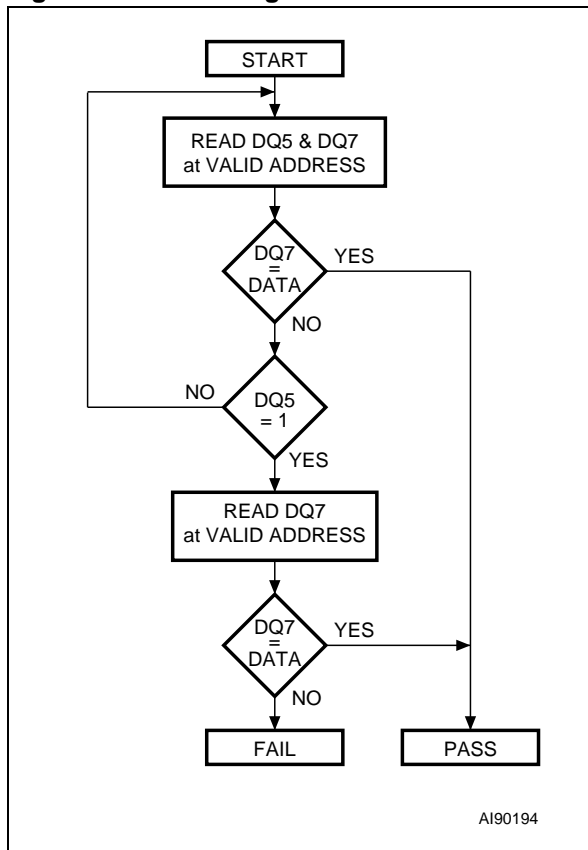 START
READ DQ5 & DQ7
at VALID ADDRESS
DQ7
=
DATA
YES
NO
DQ5
= 1
NO
YES
READ DQ7
at VALID ADDRESS
DQ7
=
DATA
YES
NO
FAIL
PASS
AI90194